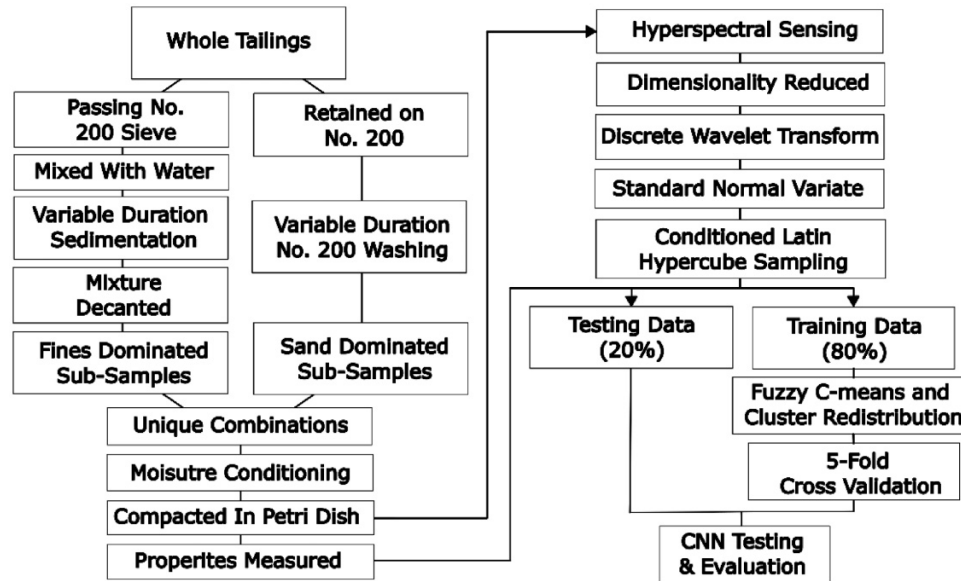 Whole Tailings
Passing No.
200 Sieve
Mixed With Water
Variable Duration
Sedimentation
Mixture
Decanted
Fines Dominated
Sub-Samples
Retained on
No. 200
Variable Duration
No. 200 Washing
Sand Dominated
Sub-Samples
Unique Combinations
Moisutre Conditioning
Compacted In Petri Dish
Properites Measured
Hyperspectral Sensing
Dimensionality Reduced
Discrete Wavelet Transform
Standard Normal Variate
Conditioned Latin
Hypercube Sampling
Testing Data
(20%)
Training Data
(80%)
Fuzzy C-means and
Cluster Redistribution
5-Fold
Cross Validation
CNN Testing
& Evaluation